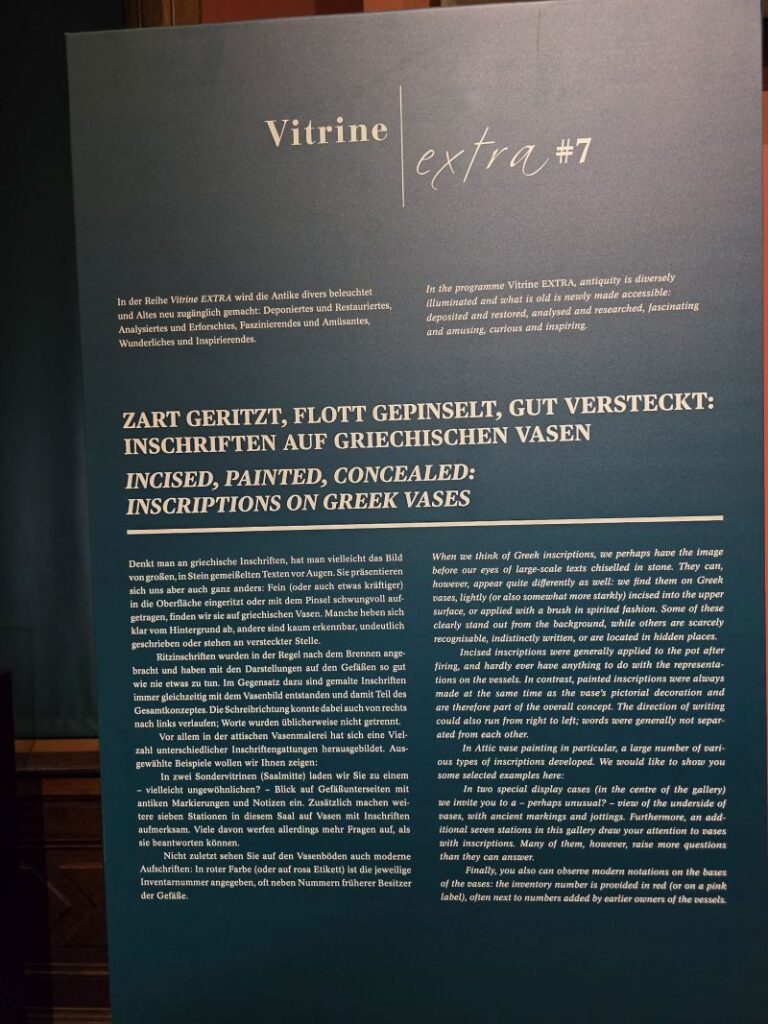 Vitrine
extra #7
In der Reihe Vitrine EXTRA wird die Antike divers beleuchtet
und Altes neu zugänglich gemacht: Deponiertes und Restauriertes,
Analysiertes und Erforschtes, Faszinierendes und Amüsantes,
Wunderliches und Inspirierendes.
In the programme Vitrine EXTRA, antiquity is diversely
illuminated and what is old is newly made accessible:
deposited and restored, analysed and researched, fascinating
and amusing, curious and inspiring.
ZART GERITZT, FLOTT GEPINSELT, GUT VERSTECKT:
INSCHRIFTEN AUF GRIECHISCHEN VASEN
INCISED, PAINTED, CONCEALED:
INSCRIPTIONS ON GREEK VASES
Denkt man an griechische Inschriften, hat man vielleicht das Bild
von großen, in Stein gemeißelten Texten vor Augen. Sie präsentieren
sich uns aber auch ganz anders: Fein (oder auch etwas kräftiger)
in die Oberfläche eingeritzt oder mit dem Pinsel schwungvoll auf-
getragen, finden wir sie auf griechischen Vasen. Manche heben sich
klar vom Hintergrund ab, andere sind kaum erkennbar, undeutlich
geschrieben oder stehen an versteckter Stelle.
Ritzinschriften wurden in der Regel nach dem Brennen ange-
bracht und haben mit den Darstellungen auf den Gefäßen so gut
wie nie etwas zu tun. Im Gegensatz dazu sind gemalte Inschriften
immer gleichzeitig mit dem Vasenbild entstanden und damit Teil des
Gesamtkonzeptes. Die Schreibrichtung konnte dabei auch von rechts
nach links verlaufen; Worte wurden üblicherweise nicht getrennt.
Vor allem in der attischen Vasenmalerei hat sich eine Viel-
zahl unterschiedlicher Inschriftengattungen herausgebildet. Aus-
gewählte Beispiele wollen wir Ihnen zeigen:
In zwei Sondervitrinen (Saalmitte) laden wir Sie zu einem
– vielleicht ungewöhnlichen? – Blick auf Gefäßunterseiten mit
antiken Markierungen und Notizen ein. Zusätzlich machen wei-
tere sieben Stationen in diesem Saal auf Vasen mit Inschriften
aufmerksam. Viele davon werfen allerdings mehr Fragen auf, als
sie beantworten können.
Nicht zuletzt sehen Sie auf den Vasenböden auch moderne
Aufschriften: In roter Farbe (oder auf rosa Etikett) ist die jeweilige
Inventarnummer angegeben, oft neben Nummern früherer Besitzer
der Gefäße.
When we think of Greek inscriptions, we perhaps have the image
before our eyes of large-scale texts chiselled in stone. They can,
however, appear quite differently as well: we find them on Greek
vases, lightly (or also somewhat more starkly) incised into the upper
surface, or applied with a brush in spirited fashion. Some of these
clearly stand out from the background, while others are scarcely
recognisable, indistinctly written, or are located in hidden places.
Incised inscriptions were generally applied to the pot after
firing, and hardly ever have anything to do with the representa-
tions on the vessels. In contrast, painted inscriptions were always
made at the same time as the vase's pictorial decoration and
are therefore part of the overall concept. The direction of writing
could also run from right to left; words were generally not separ-
ated from each other.
In Attic vase painting in particular, a large number of vari-
ous types of inscriptions developed. We would like to show you
some selected examples here:
In two special display cases (in the centre of the gallery)
we invite you to a – perhaps unusual? – view of the underside of
vases, with ancient markings and jottings. Furthermore, an add-
itional seven stations in this gallery draw your attention to vases
with inscriptions. Many of them, however, raise more questions
than they can answer.
Finally, you also can observe modern notations on the bases
of the vases: the inventory number is provided in red (or on a pink
label), often next to numbers added by earlier owners of the vessels.